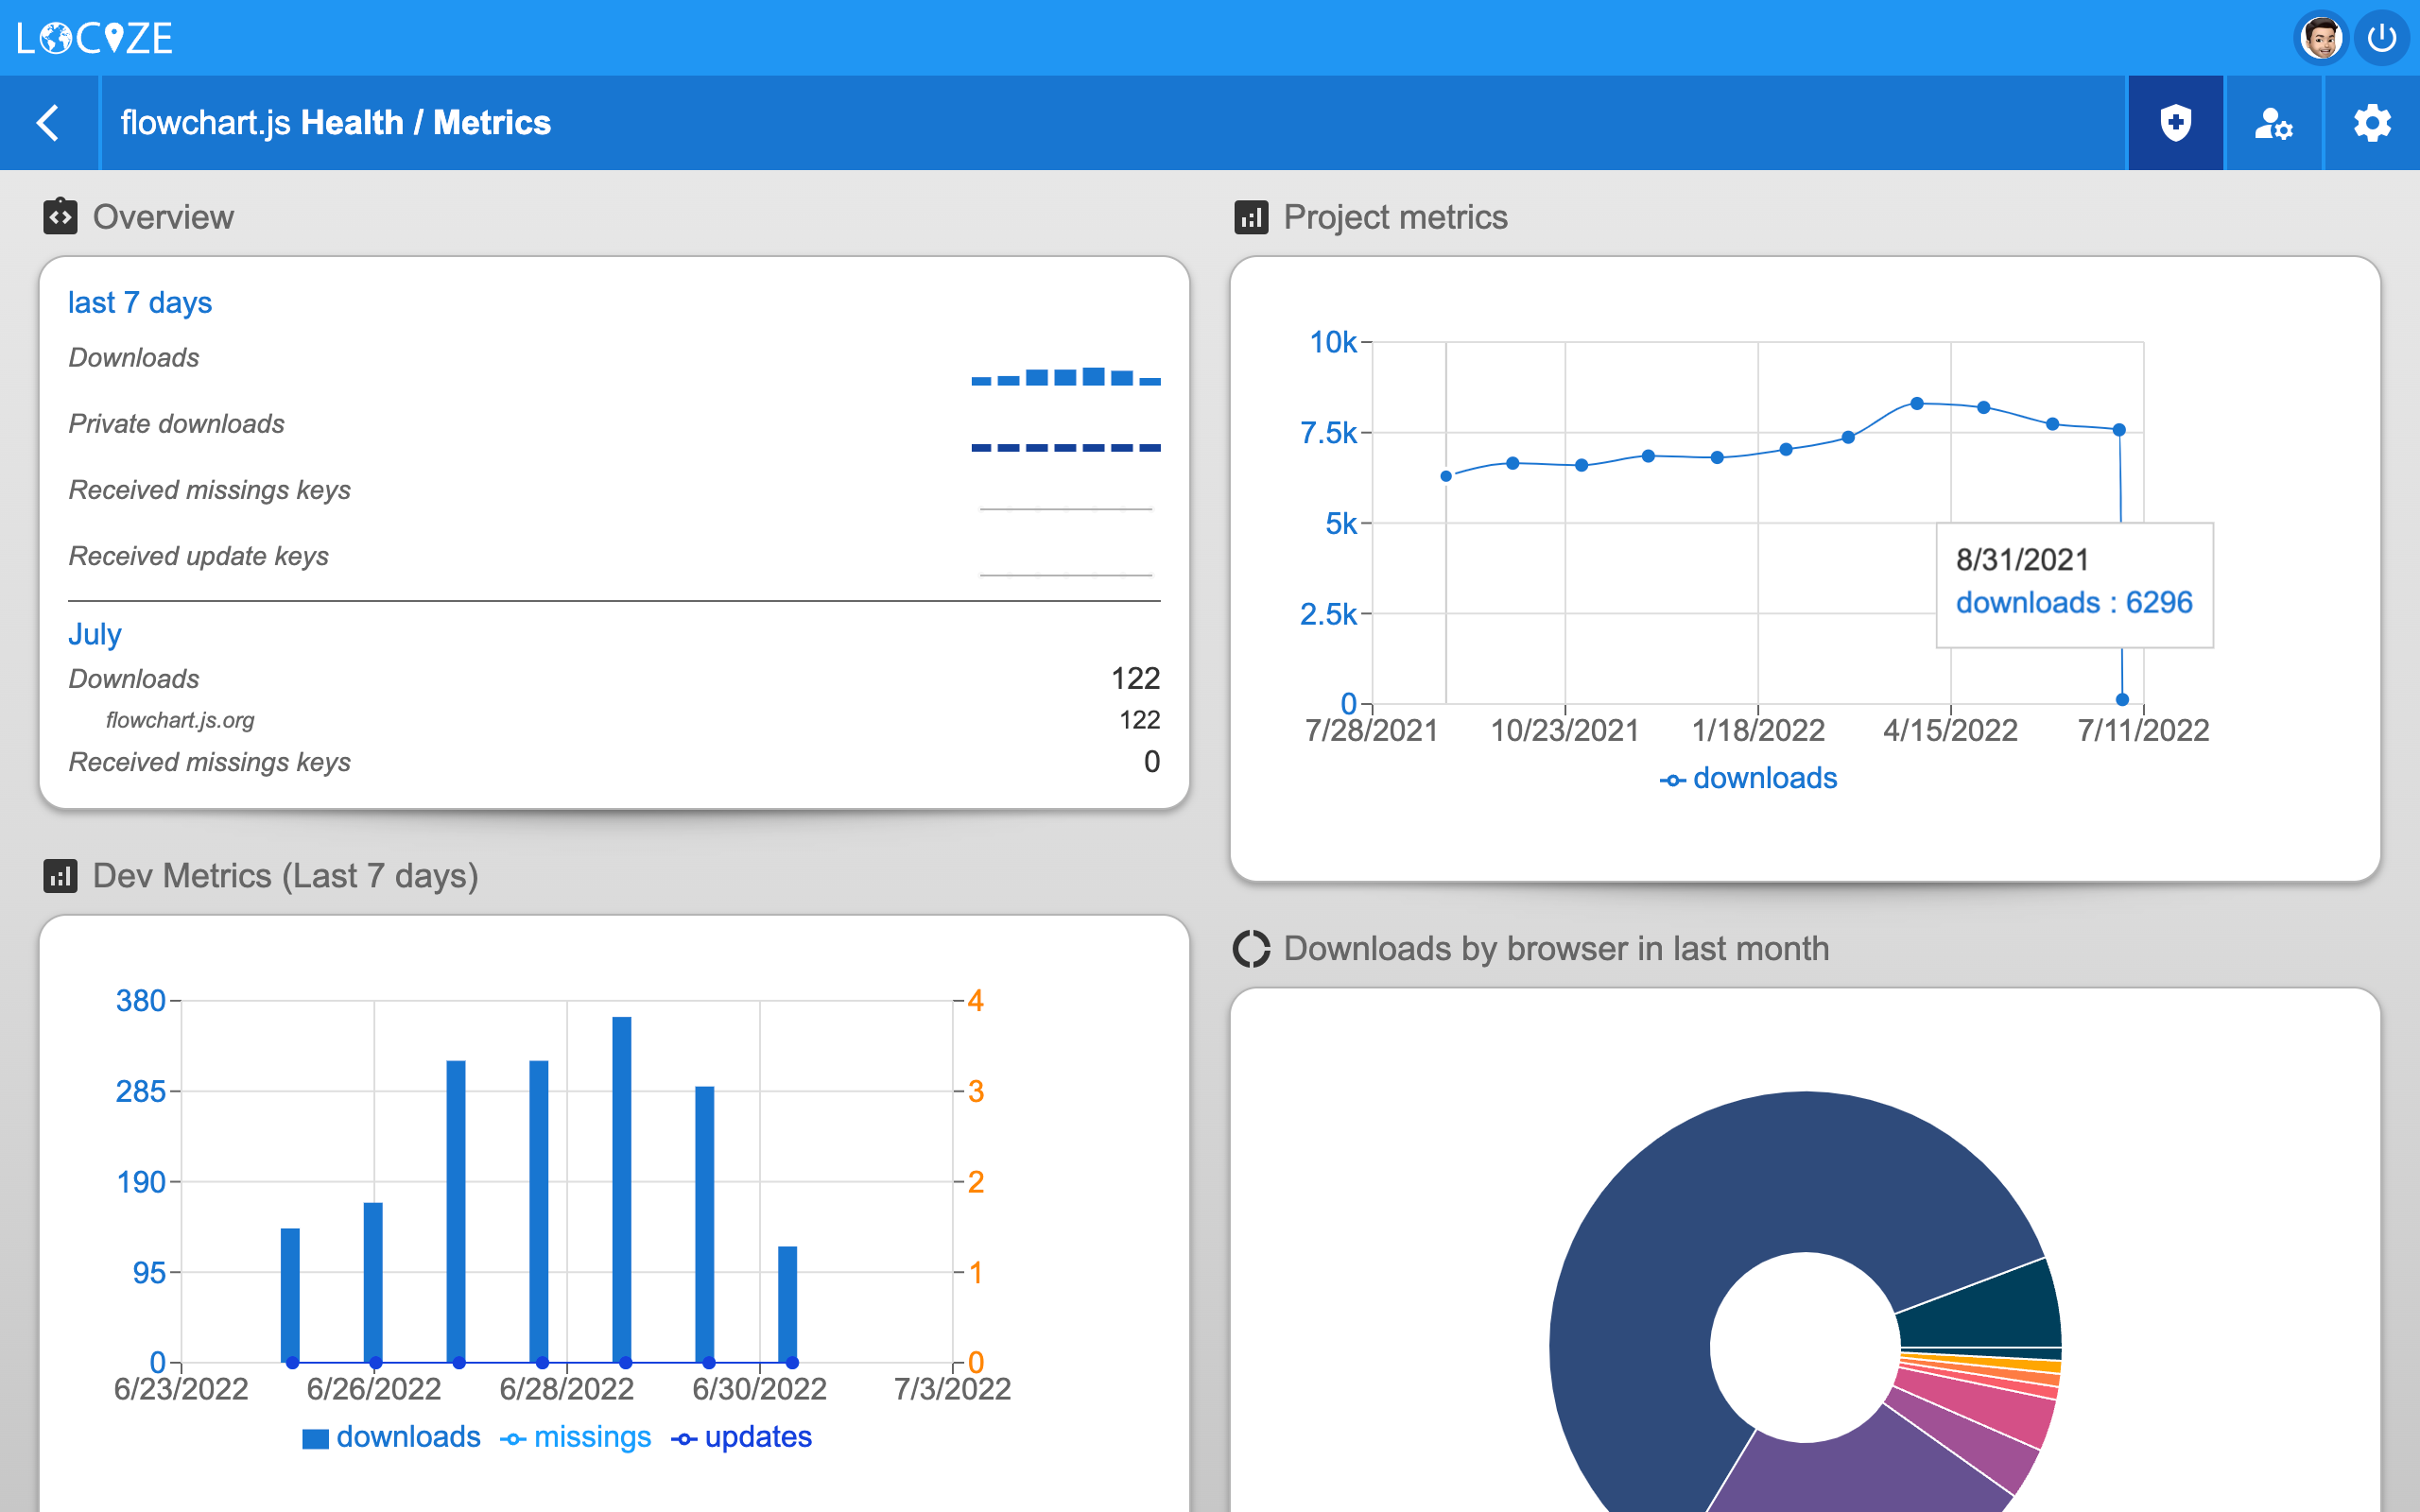 LOCIZE
flowchart.js Health / Metrics
Overview
last 7 days
Downloads
Private downloads
Received missings keys
Received update keys
July
Downloads 122
flowchart.js.org 122
Received missings keys 0
Project metrics
10k
7.5k
5k
2.5k
0
8/31/2021
downloads : 6296
7/28/2021 10/23/2021 1/18/2022 4/15/2022 7/11/2022
downloads
Dev Metrics (Last 7 days)
380 4
285 3
190 2
95 1
0 0
6/23/2022 6/26/2022 6/28/2022 6/30/2022 7/3/2022
downloads missings updates
Downloads by browser in last month